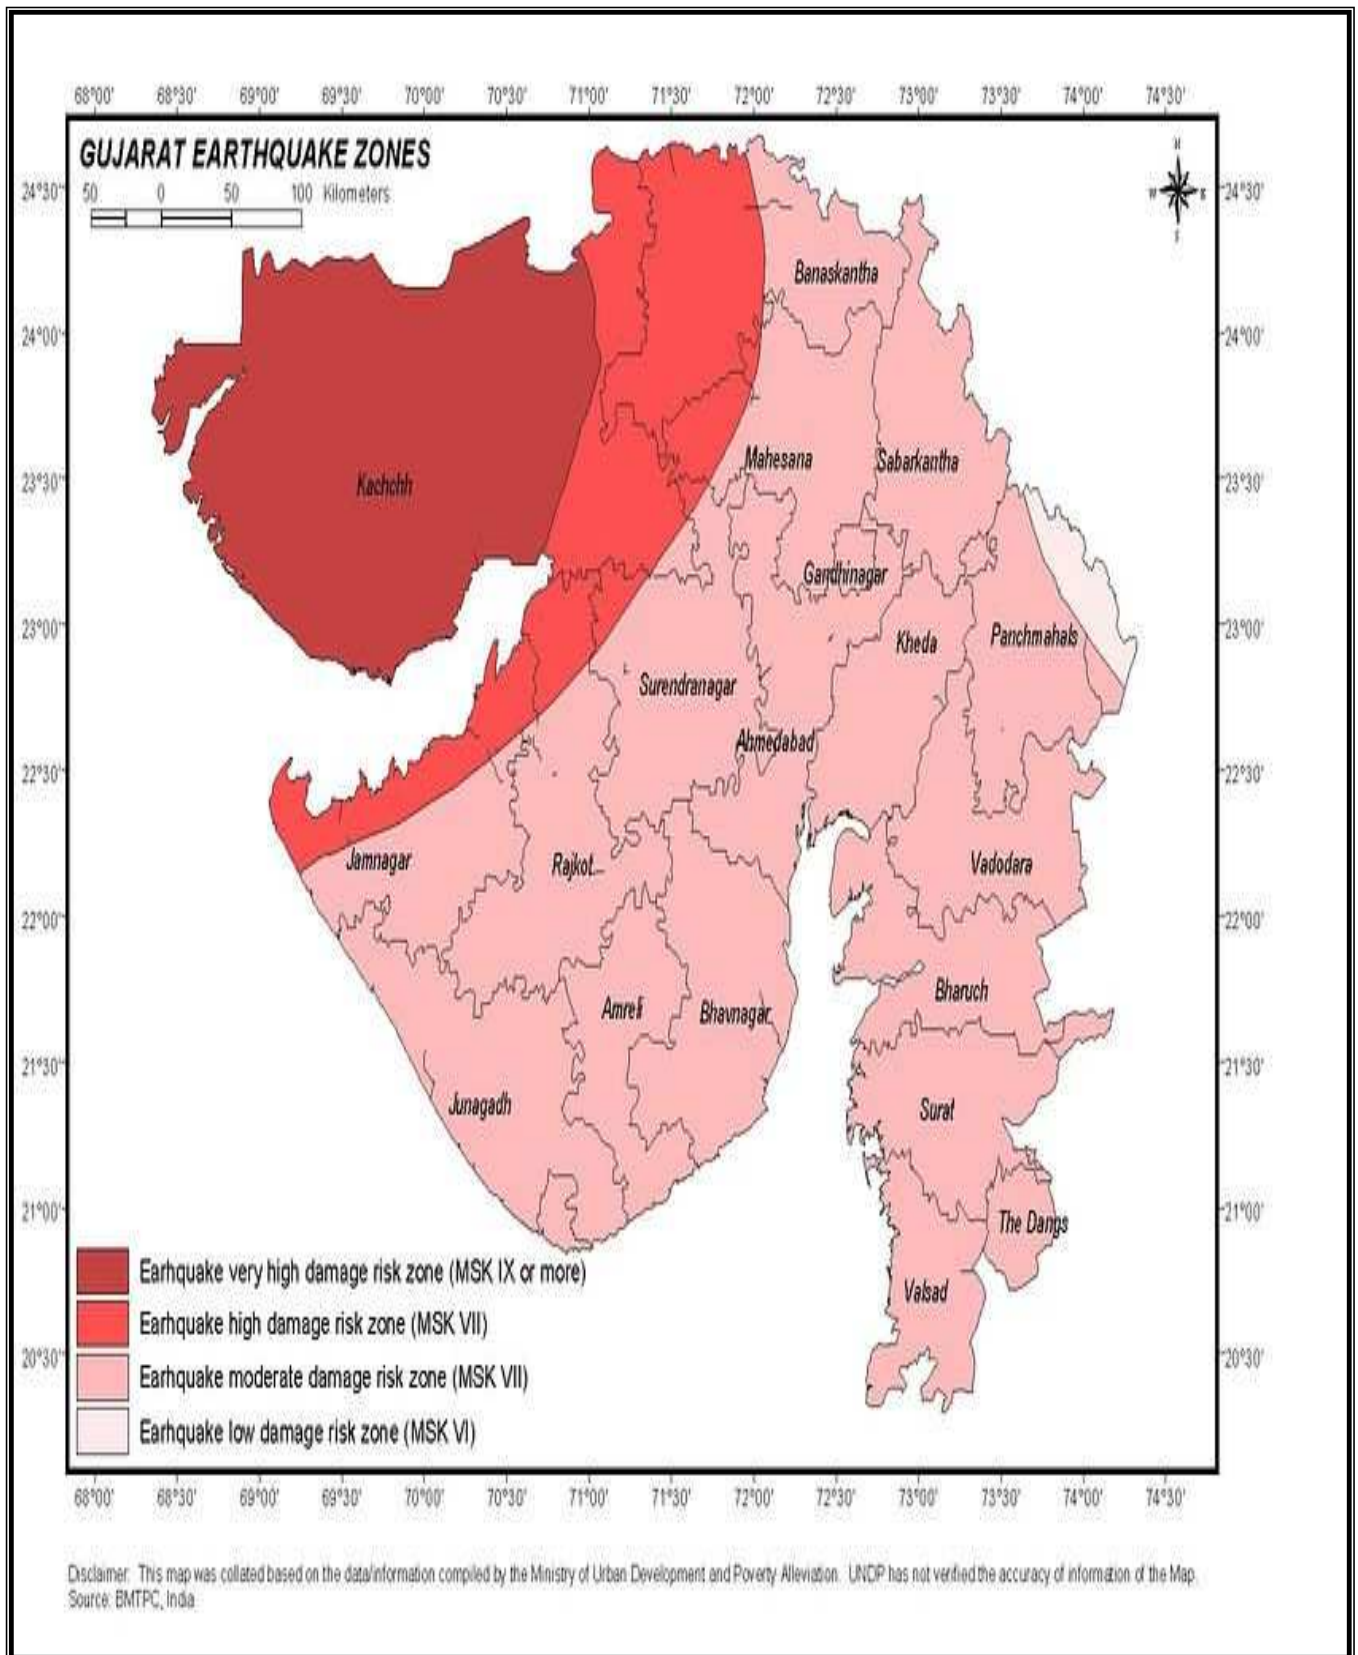 68°00' 68°30' 69°00' 69°30' 70°00' 70°30' 71°00' 71°30' 72°00' 72°30' 73°00' 73°30' 74°00' 74°30'
GUJARAT EARTHQUAKE ZONES
50 0 50 100 Kilometers
N
W E
S
24°30' 24°30'
Banaskantha
24°00' 24°00'
Mahesana Sabarkantha
Kachchh
23°30' 23°30'
Gandhinagar
23°00' 23°00'
Kheda Panchmahals
Surendranagar
Ahmedabad
22°30' 22°30'
Jamnagar Rajkot Vadodara
22°00' 22°00'
Bharuch
Amreli Bhavnagar
21°30' 21°30'
Junagadh Surat
21°00' 21°00'
The Dangs
Valsad
Earhquake very high damage risk zone (MSK IX or more)
Earhquake high damage risk zone (MSK VII)
20°30' 20°30'
Earhquake moderate damage risk zone (MSK VII)
Earhquake low damage risk zone (MSK VI)
68°00' 68°30' 69°00' 69°30' 70°00' 70°30' 71°00' 71°30' 72°00' 72°30' 73°00' 73°30' 74°00' 74°30'
Disclaimer: This map was collated based on the data/information compiled by the Ministry of Urban Development and Poverty Alleviation. UNDP has not verified the accuracy of information of the Map.
Source: BMTPC, India